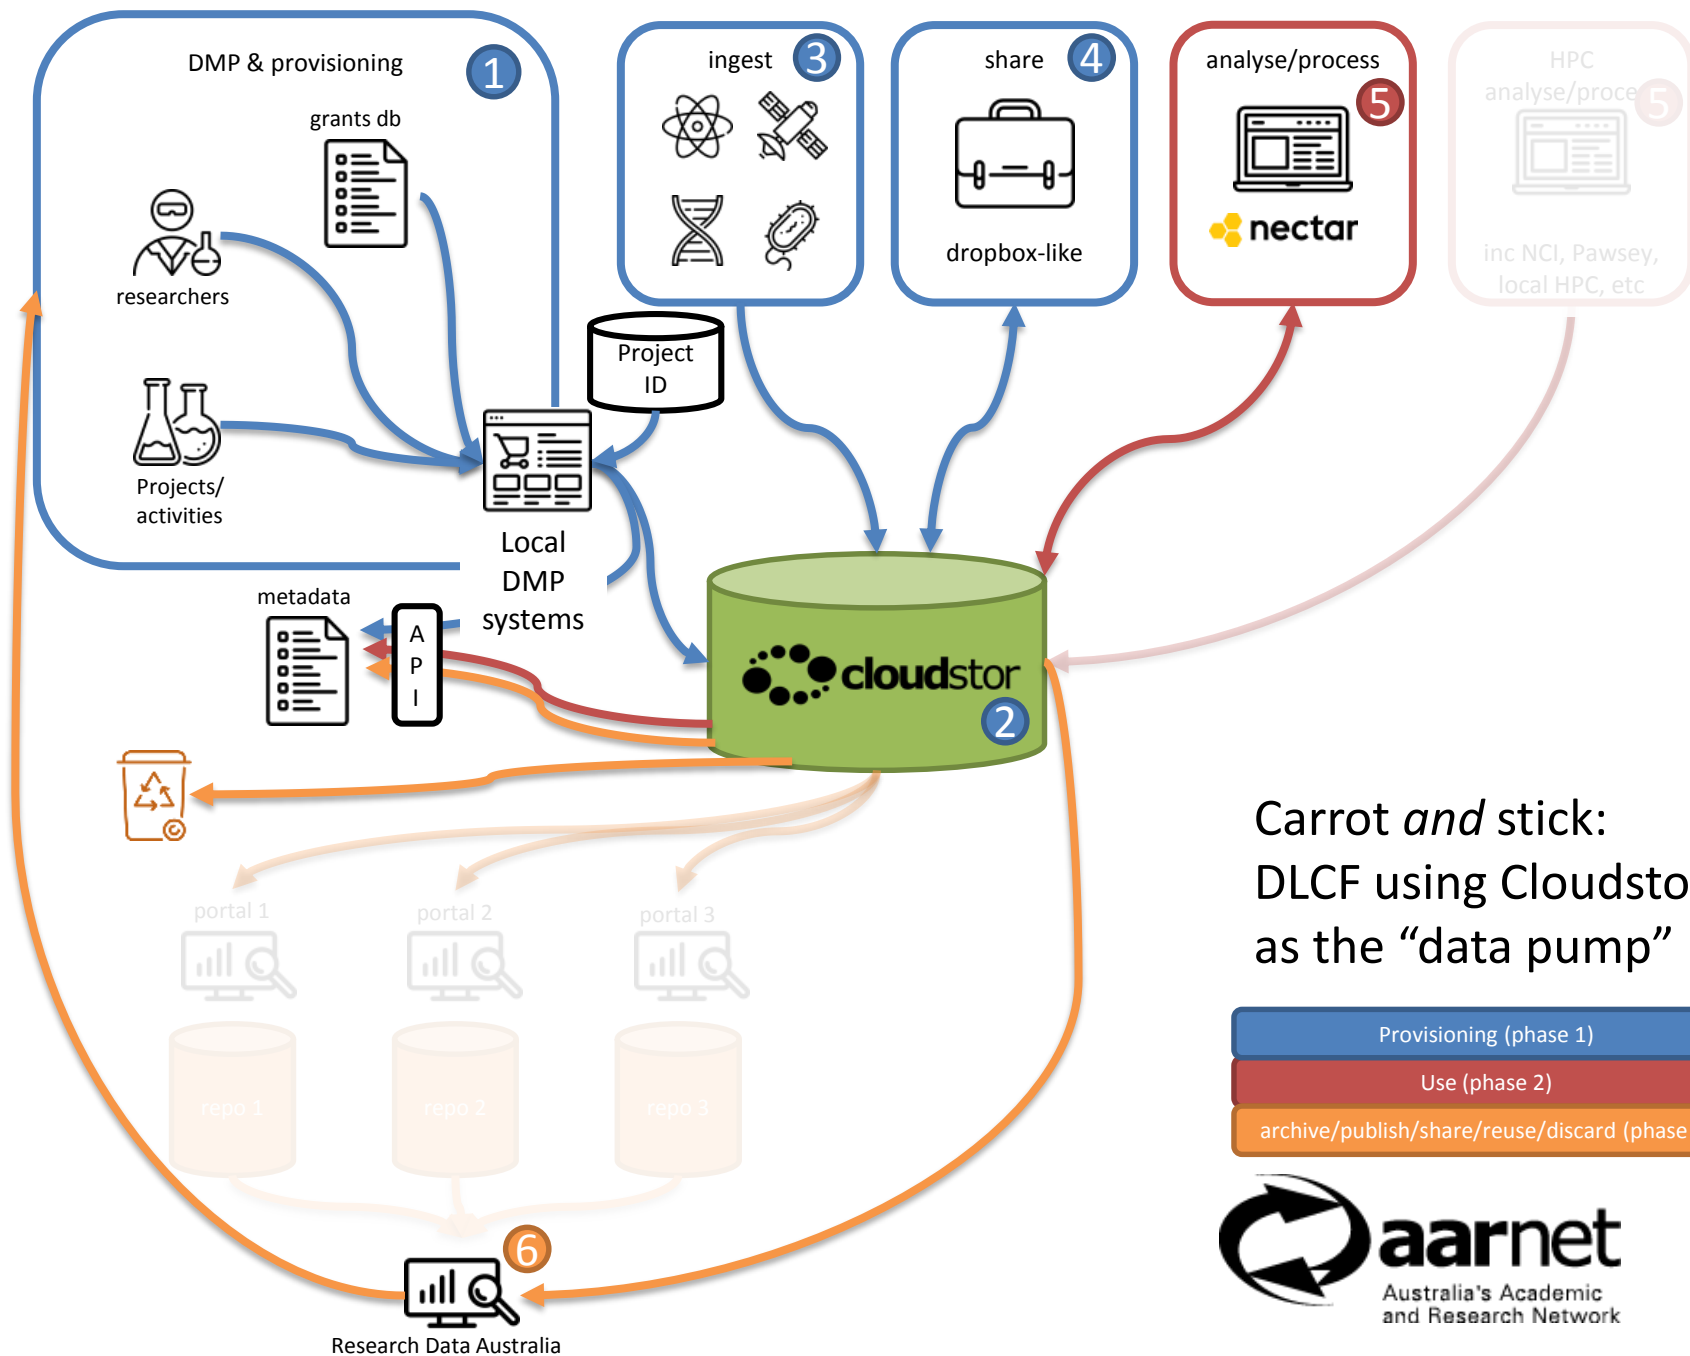 DMP & provisioning
1
grants db
researchers
Projects/
activities
Project
ID
Local
DMP
systems
ingest
3
share
4
dropbox-like
analyse/process
5
nectar
HPC
analyse/proce
5
inc NCI, Pawsey,
local HPC, etc
metadata
A
P
I
cloudstor
2
portal 1
portal 2
portal 3
repo 1
repo 2
repo 3
6
Research Data Australia
Carrot and stick:
DLCF using Cloudsto
as the “data pump”
Provisioning (phase 1)
Use (phase 2)
archive/publish/share/reuse/discard (phase
aarnet
Australia's Academic
and Research Network